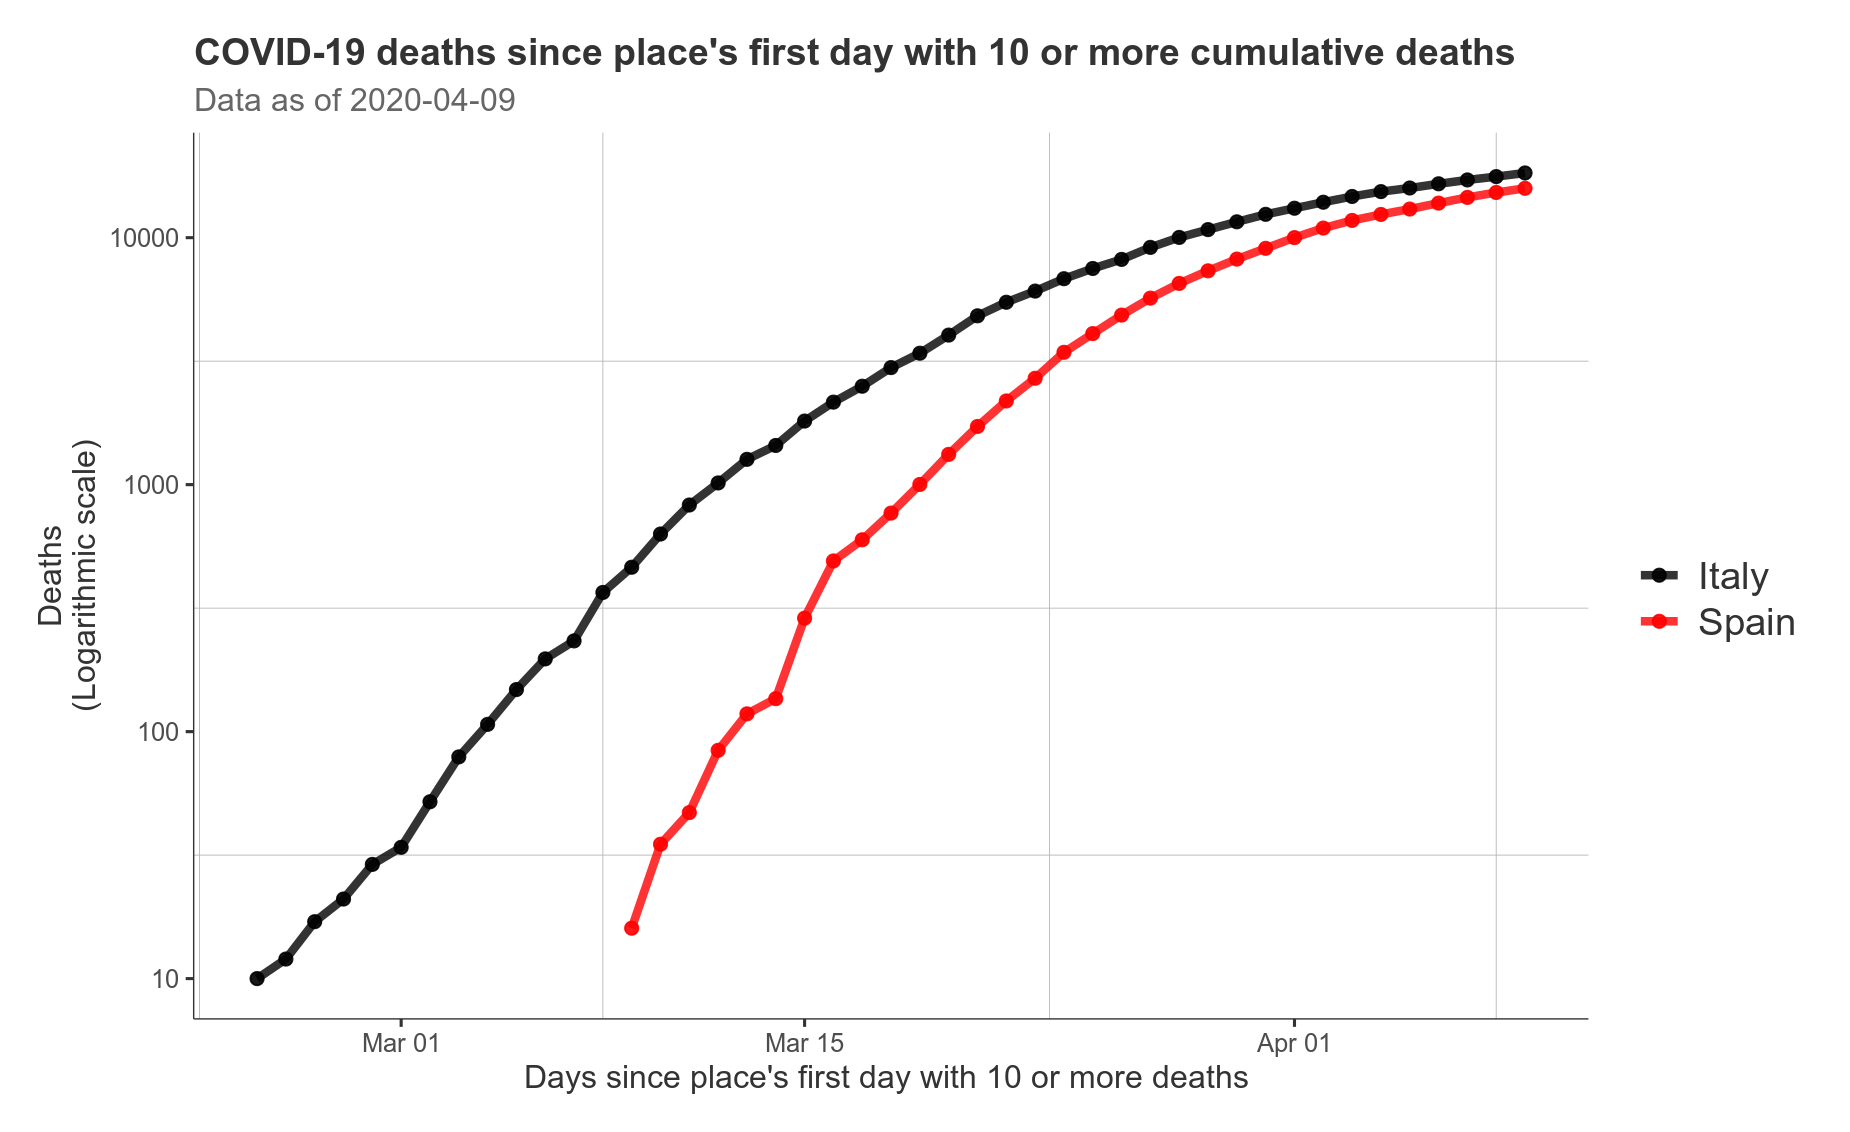 COVID-19 deaths since place's first day with 10 or more cumulative deaths
Data as of 2020-04-09
10000
1000
100
10
Deaths
(Logarithmic scale)
Mar 01
Mar 15
Apr 01
Days since place's first day with 10 or more deaths
Italy
Spain